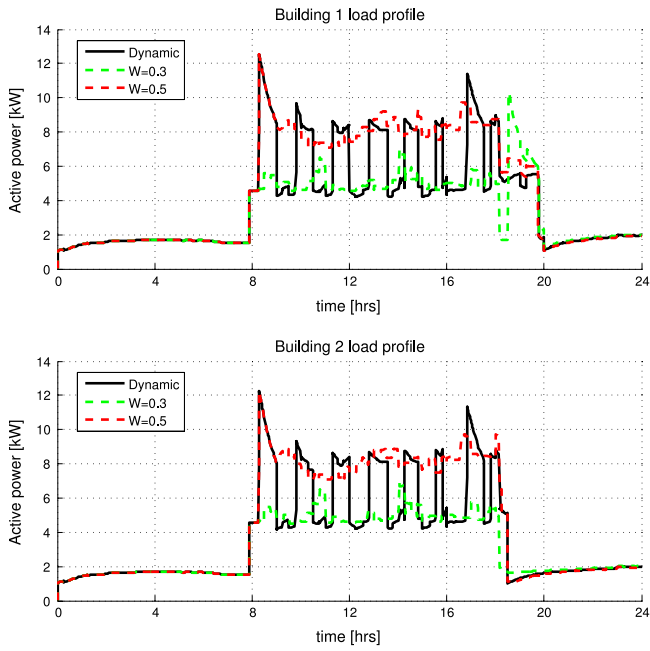 Building 1 load profile
14
12
10
8
6
4
2
0
Active power [kW]
Dynamic
W=0.3
W=0.5
0 4 8 12 16 20 24
time [hrs]
Building 2 load profile
14
12
10
8
6
4
2
0
Active power [kW]
Dynamic
W=0.3
W=0.5
0 4 8 12 16 20 24
time [hrs]